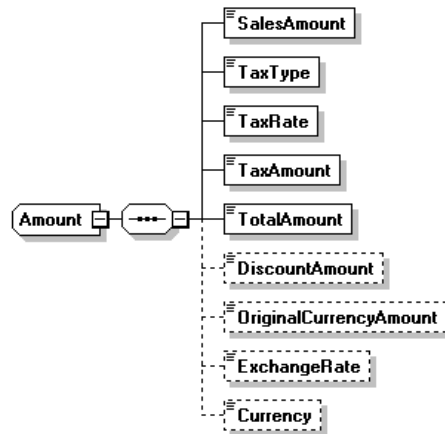 SalesAmount
TaxType
TaxRate
TaxAmount
Amount
TotalAmount
DiscountAmount
OriginalCurrencyAmount
ExchangeRate
Currency